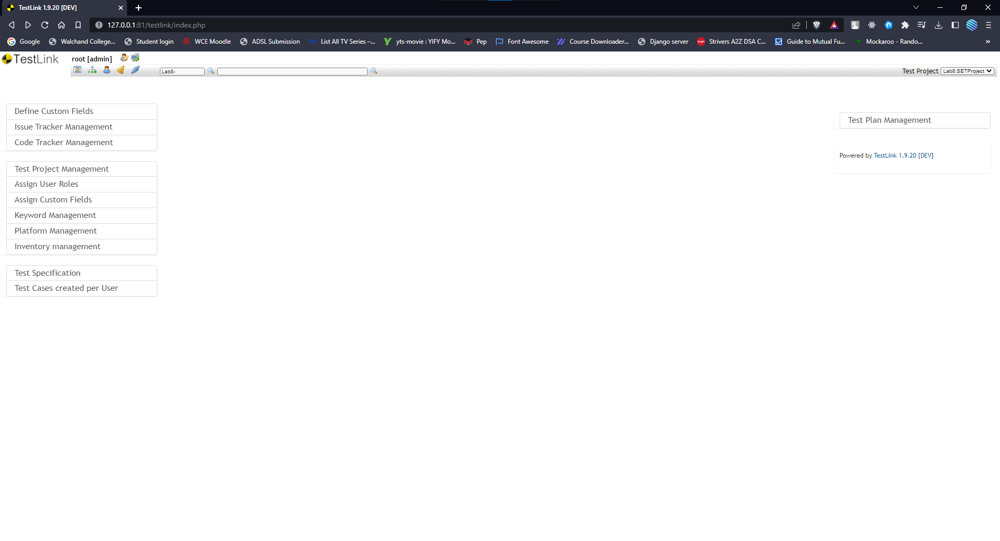 TestLink 1.9.20 [DEV]
127.0.0.1:81/testlink/index.php
Google Walchand College... Student login WCE Moodle ADSL Submission List All TV Series –... yts-movie : YIFY Mo... Pep Font Awesome Course Downloader... Django server Strivers A2Z DSA C... Guide to Mutual Fu... Mockaroo - Rando... »
TestLink
root [admin]
Lab8-
Test Project Lab8:SETProject
Define Custom Fields
Issue Tracker Management
Code Tracker Management
Test Project Management
Assign User Roles
Assign Custom Fields
Keyword Management
Platform Management
Inventory management
Test Specification
Test Cases created per User
Test Plan Management
Powered by TestLink 1.9.20 [DEV]